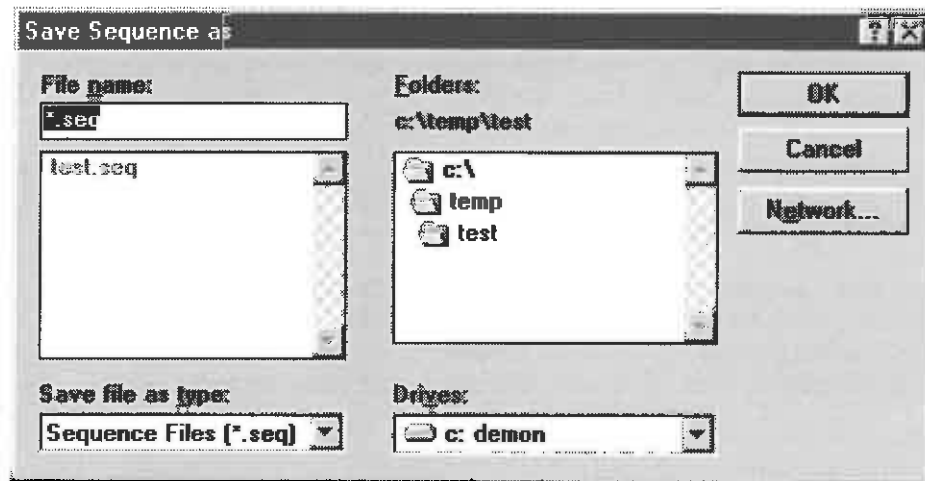 Save Sequence as
File name:
*.seq
test.seq
Save file as type:
Sequence Files (*.seq)
Folders:
c:\temp\test
c:\
temp
test
Drives:
c: demon
OK
Cancel
Network...